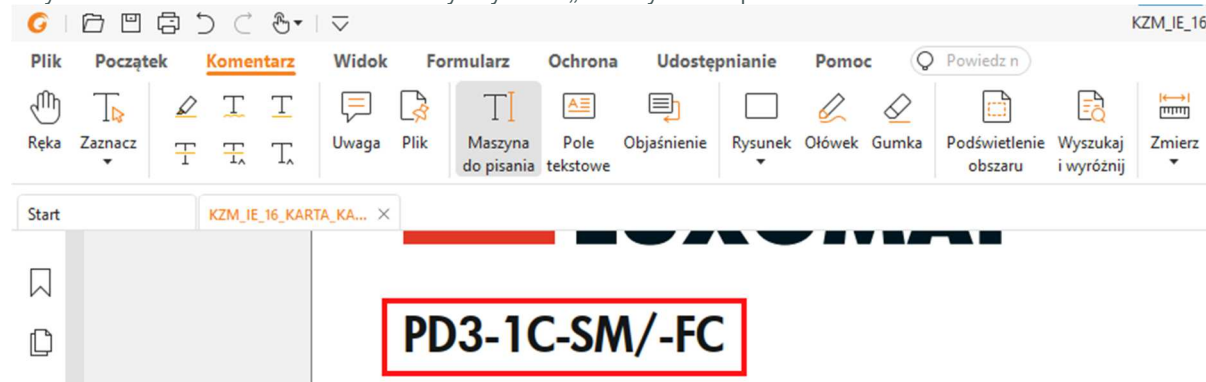 KZM_IE_16
Plik Początek Komentarz Widok Formularz Ochrona Udostępnianie Pomoc Powiedz n
Ręka Zaznacz Uwaga Plik Maszyna do pisania Pole tekstowe Objaśnienie Rysunek Ołówek Gumka Podświetlenie obszaru Wyszukaj i wyróżnij Zmierz
Start KZM_IE_16_KARTA_KA...
PD3-1C-SM/-FC